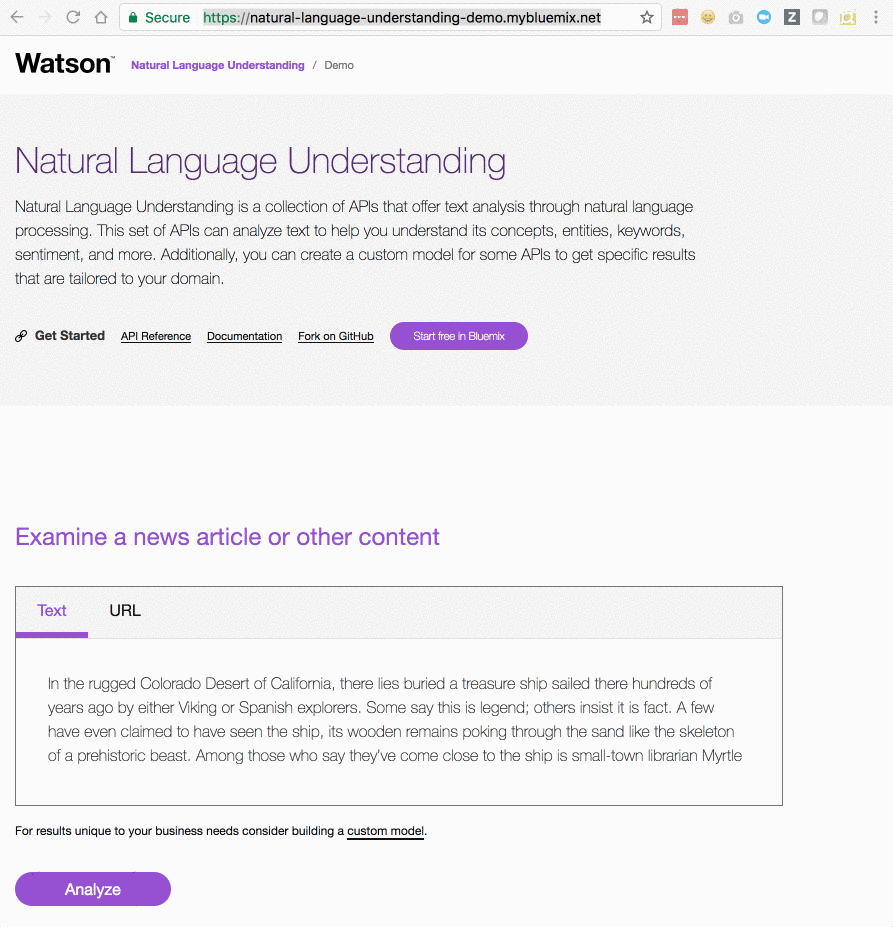 Secure https://natural-language-understanding-demo.mybluemix.net
Z
Watson™ Natural Language Understanding / Demo
Natural Language Understanding
Natural Language Understanding is a collection of APIs that offer text analysis through natural language
processing. This set of APIs can analyze text to help you understand its concepts, entities, keywords,
sentiment, and more. Additionally, you can create a custom model for some APIs to get specific results
that are tailored to your domain.
Get Started API Reference Documentation Fork on GitHub Start free in Bluemix
Examine a news article or other content
Text URL
In the rugged Colorado Desert of California, there lies buried a treasure ship sailed there hundreds of
years ago by either Viking or Spanish explorers. Some say this is legend; others insist it is fact. A few
have even claimed to have seen the ship, its wooden remains poking through the sand like the skeleton
of a prehistoric beast. Among those who say they've come close to the ship is small-town librarian Myrtle
For results unique to your business needs consider building a custom model.
Analyze